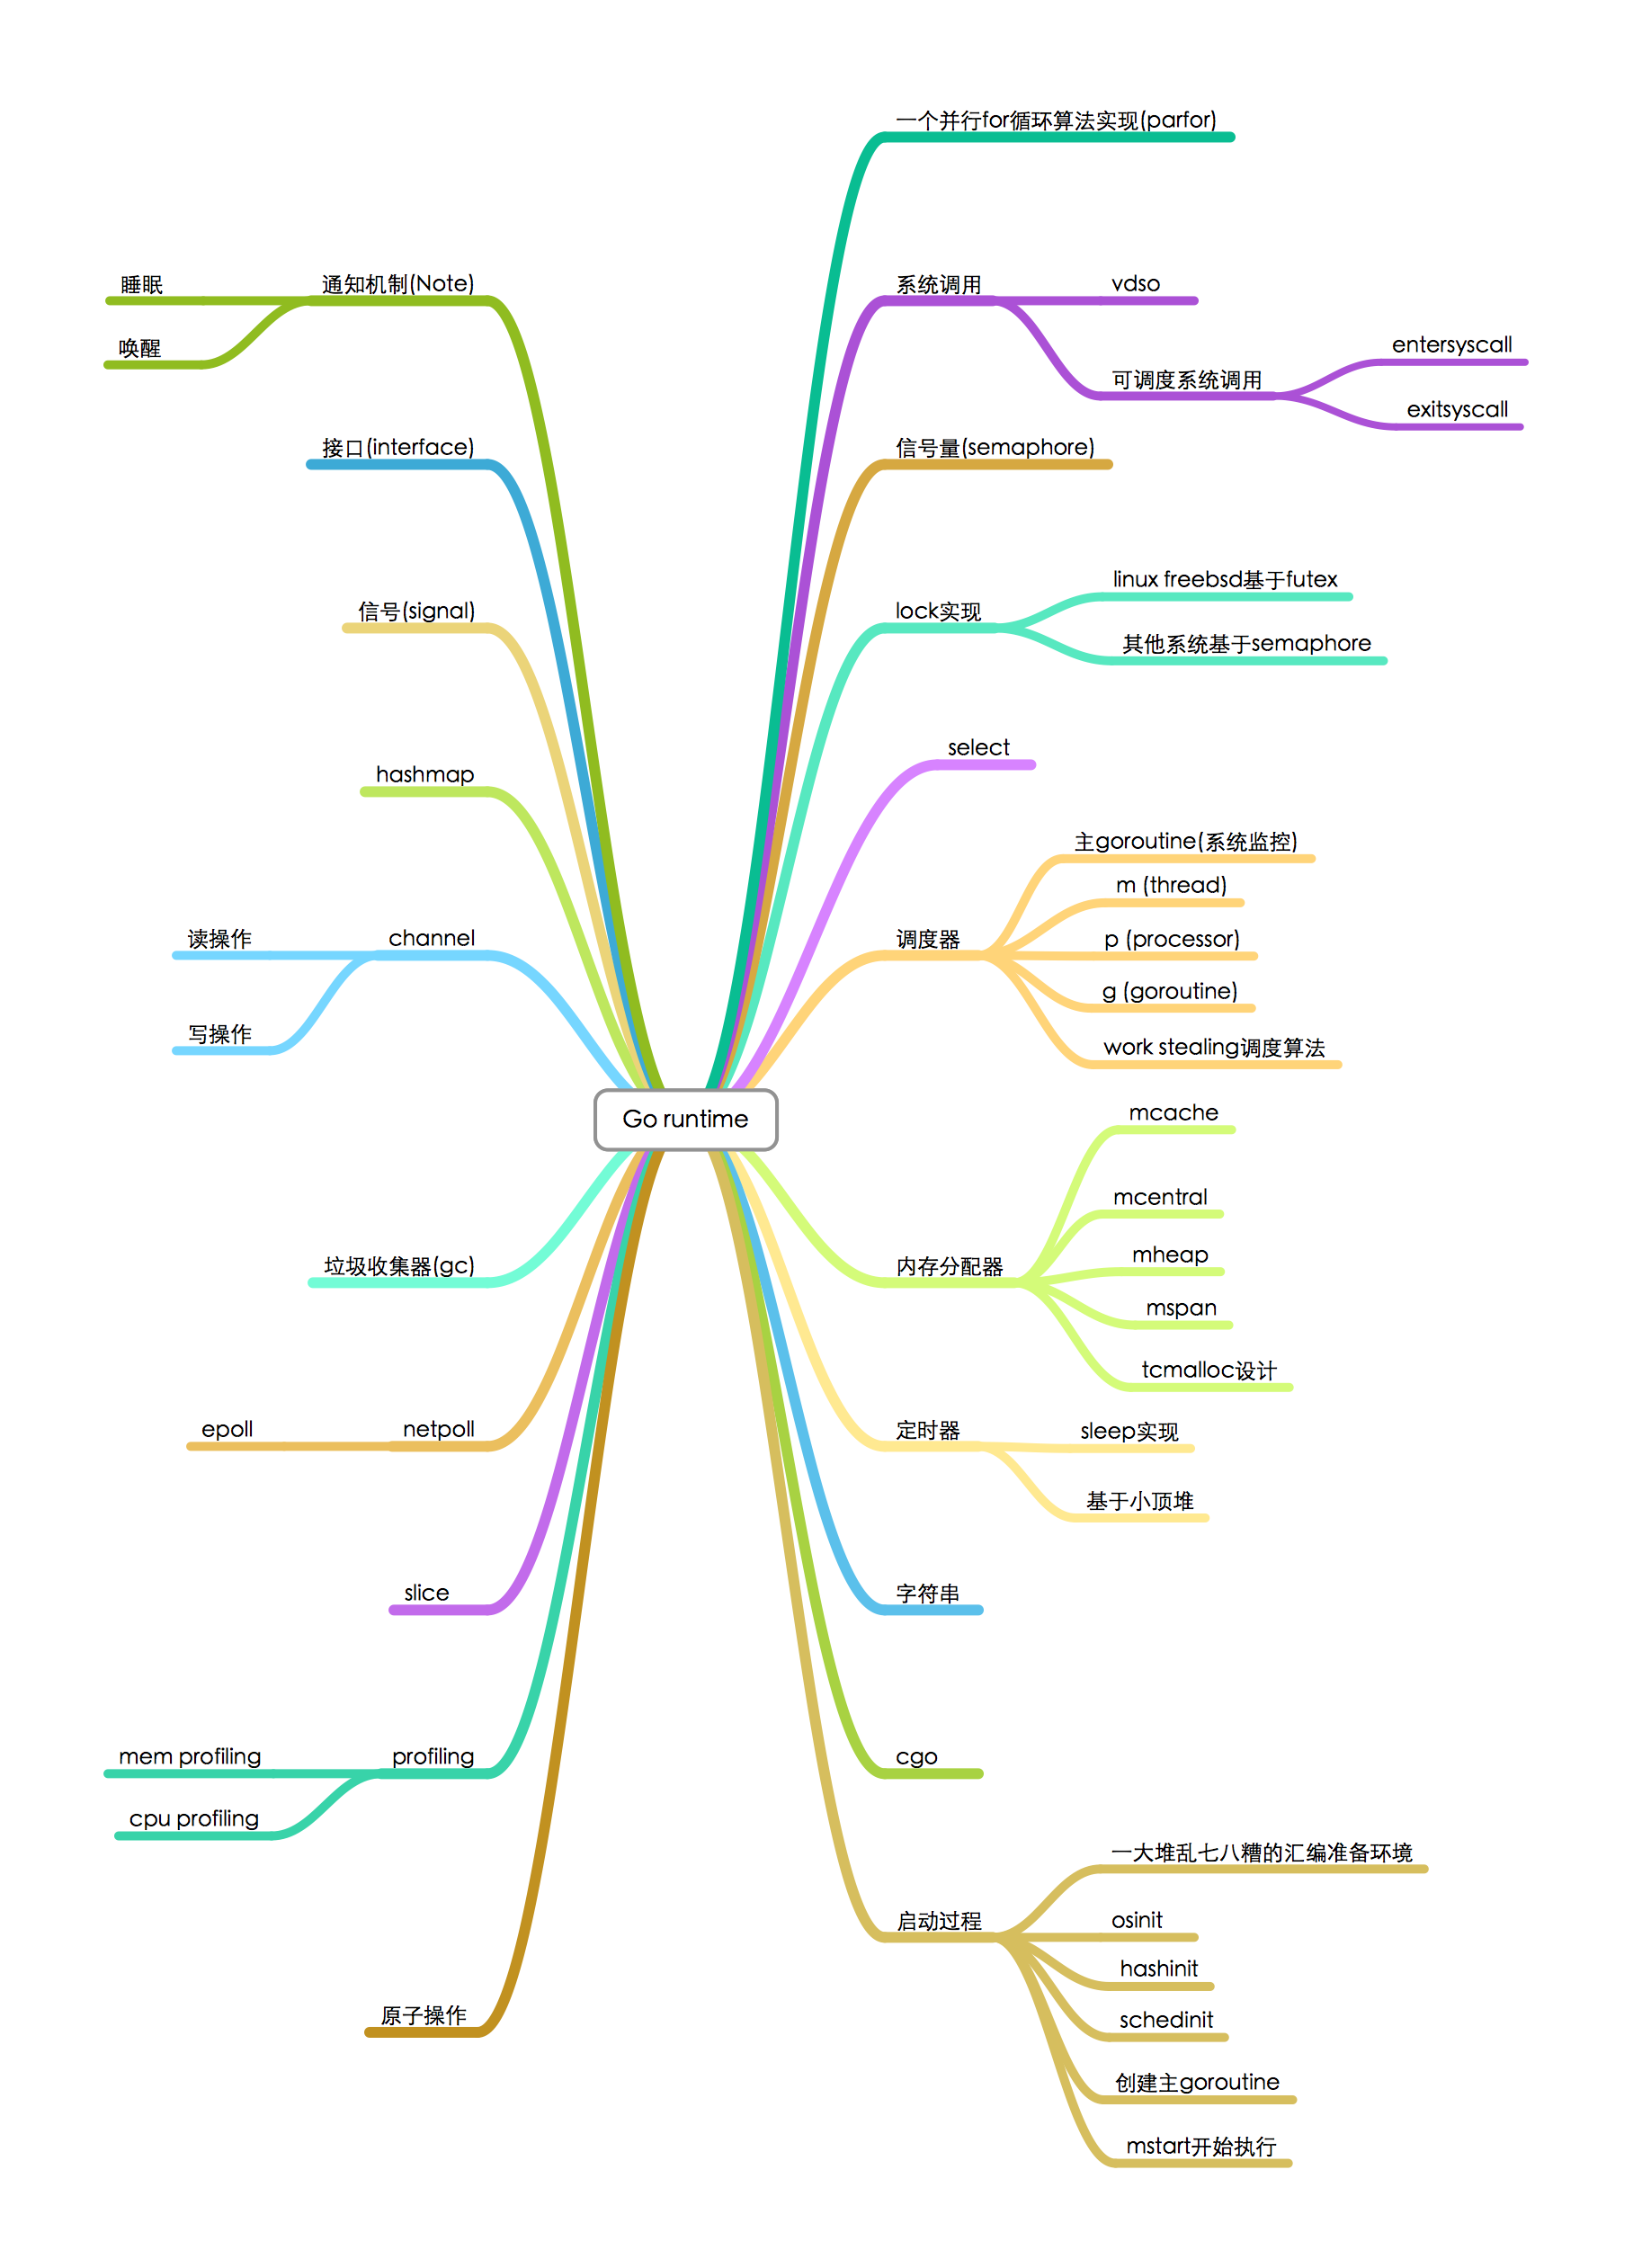 一个并行for循环算法实现(parfor)
睡眠
通知机制(Note)
唤醒
系统调用
vdso
可调度系统调用
entersyscall
exitsyscall
接口(interface)
信号量(semaphore)
信号(signal)
lock实现
linux freebsd基于futex
其他系统基于semaphore
hashmap
select
读操作
channel
写操作
调度器
主goroutine(系统监控)
m (thread)
p (processor)
g (goroutine)
work stealing调度算法
Go runtime
垃圾收集器(gc)
内存分配器
mcache
mcentral
mheap
mspan
tcmalloc设计
epoll
netpoll
定时器
sleep实现
基于小顶堆
slice
字符串
mem profiling
profiling
cpu profiling
cgo
原子操作
启动过程
一大堆乱七八糟的汇编准备环境
osinit
hashinit
schedinit
创建主goroutine
mstart开始执行